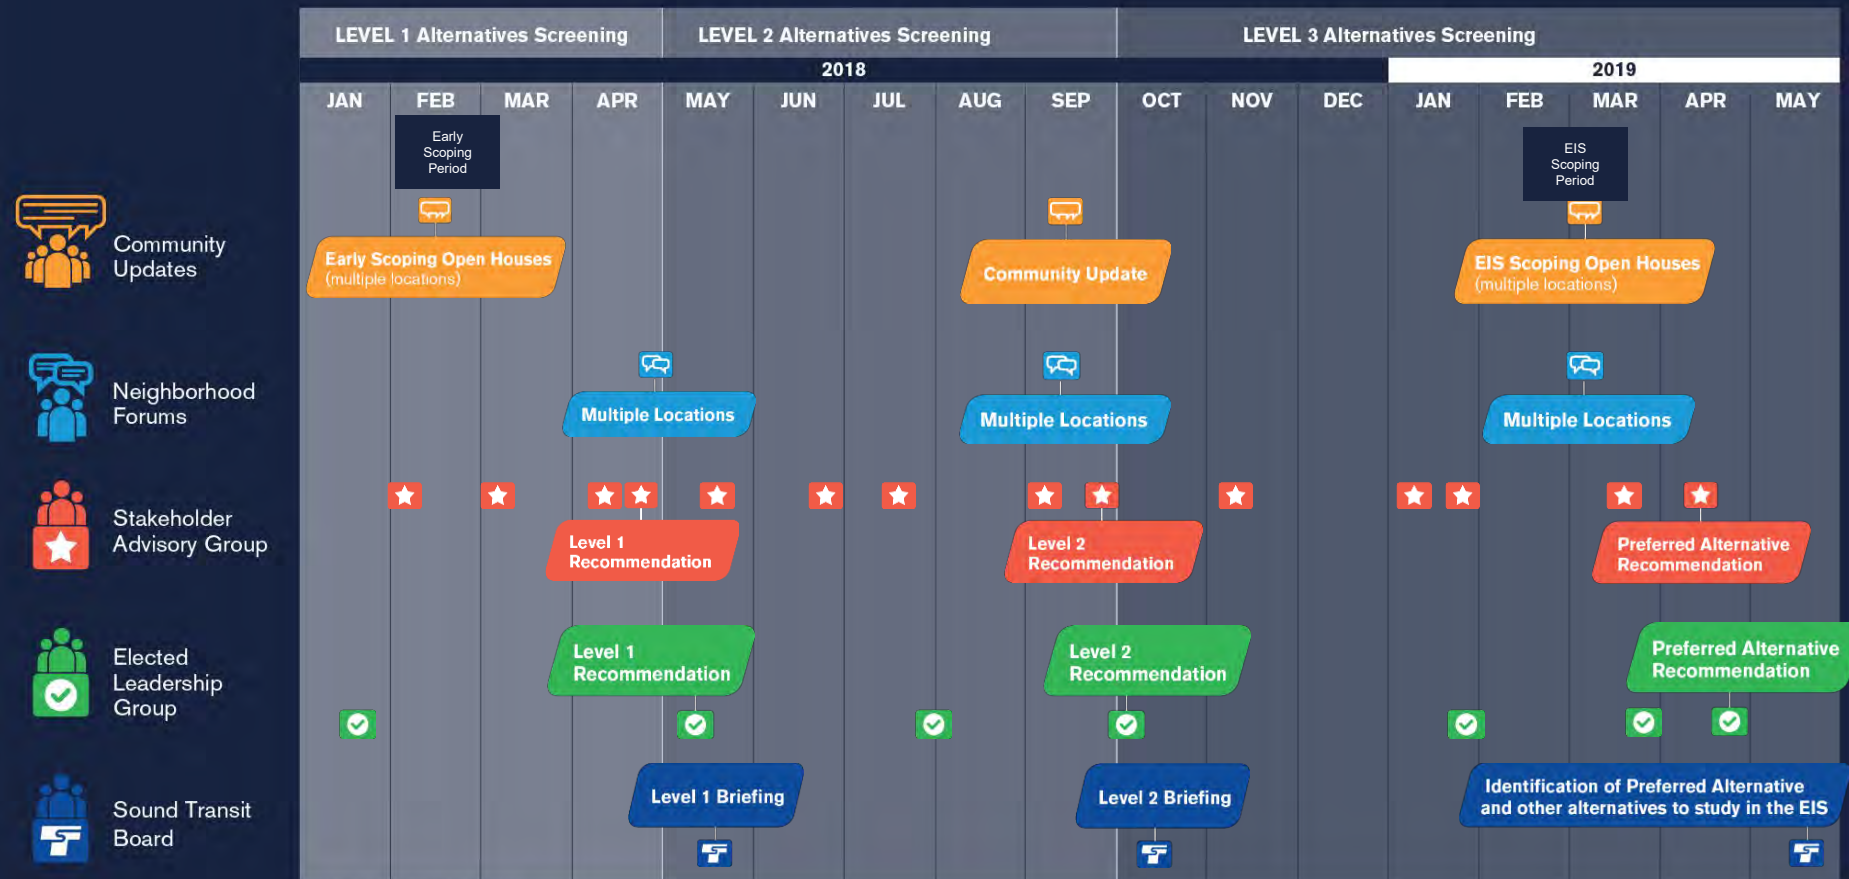 LEVEL 1 Alternatives Screening
LEVEL 2 Alternatives Screening
LEVEL 3 Alternatives Screening
2018
2019
JAN
FEB
MAR
APR
MAY
JUN
JUL
AUG
SEP
OCT
NOV
DEC
JAN
FEB
MAR
APR
MAY
Early
Scoping
Period
EIS
Scoping
Period
Community
Updates
Early Scoping Open Houses
(multiple locations)
Community Update
EIS Scoping Open Houses
(multiple locations)
Neighborhood
Forums
Multiple Locations
Multiple Locations
Multiple Locations
Stakeholder
Advisory Group
Level 1
Recommendation
Level 2
Recommendation
Preferred Alternative
Recommendation
Elected
Leadership
Group
Level 1
Recommendation
Level 2
Recommendation
Preferred Alternative
Recommendation
Sound Transit
Board
Level 1 Briefing
Level 2 Briefing
Identification of Preferred Alternative
and other alternatives to study in the EIS